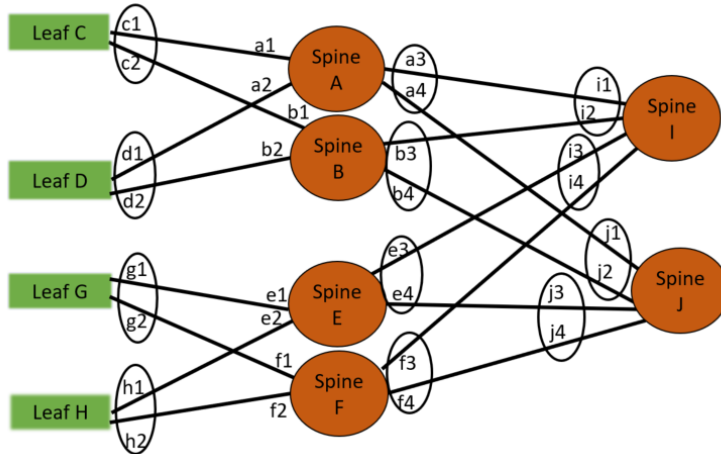 Leaf C
c1
c2
a1
a2
Spine
A
a3
a4
i1
i2
Spine
I
b1
b2
Spine
B
b3
b4
i3
i4
Leaf D
d1
d2
j1
j2
Leaf G
g1
g2
e1
e2
Spine
E
e3
e4
j3
j4
Spine
J
f1
f2
Spine
F
f3
f4
Leaf H
h1
h2